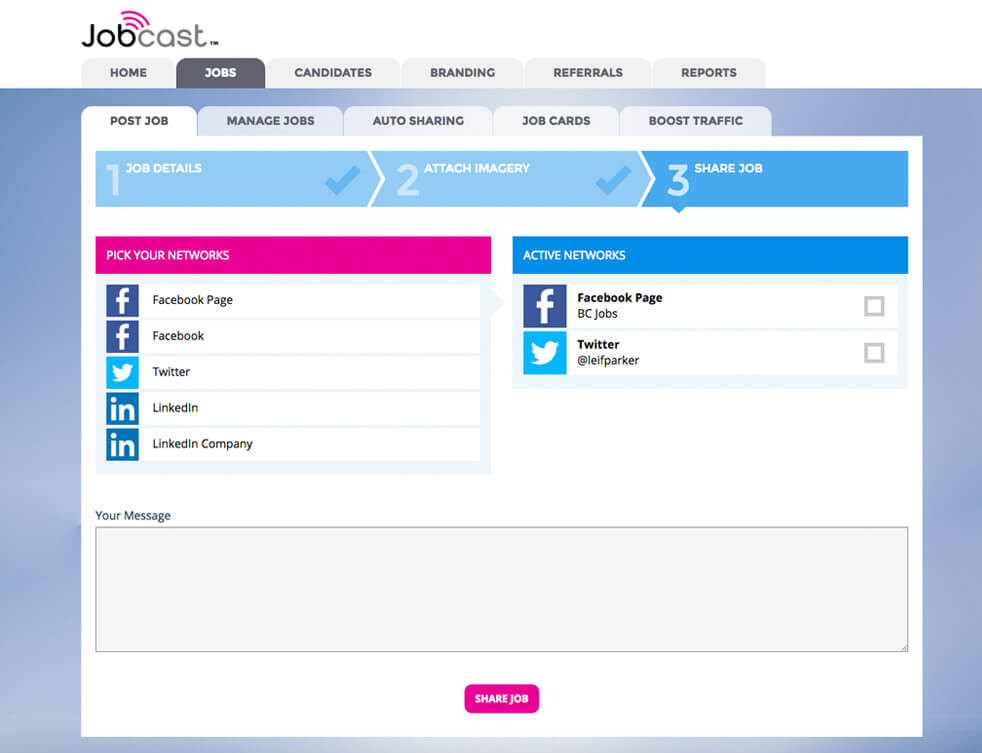 Jobcast™
HOME JOBS CANDIDATES BRANDING REFERRALS REPORTS
POST JOB MANAGE JOBS AUTO SHARING JOB CARDS BOOST TRAFFIC
1 JOB DETAILS 2 ATTACH IMAGERY 3 SHARE JOB
PICK YOUR NETWORKS
f Facebook Page
f Facebook
Twitter
in LinkedIn
in LinkedIn Company
ACTIVE NETWORKS
f Facebook Page
BC Jobs
Twitter
@leifparker
Your Message
SHARE JOB